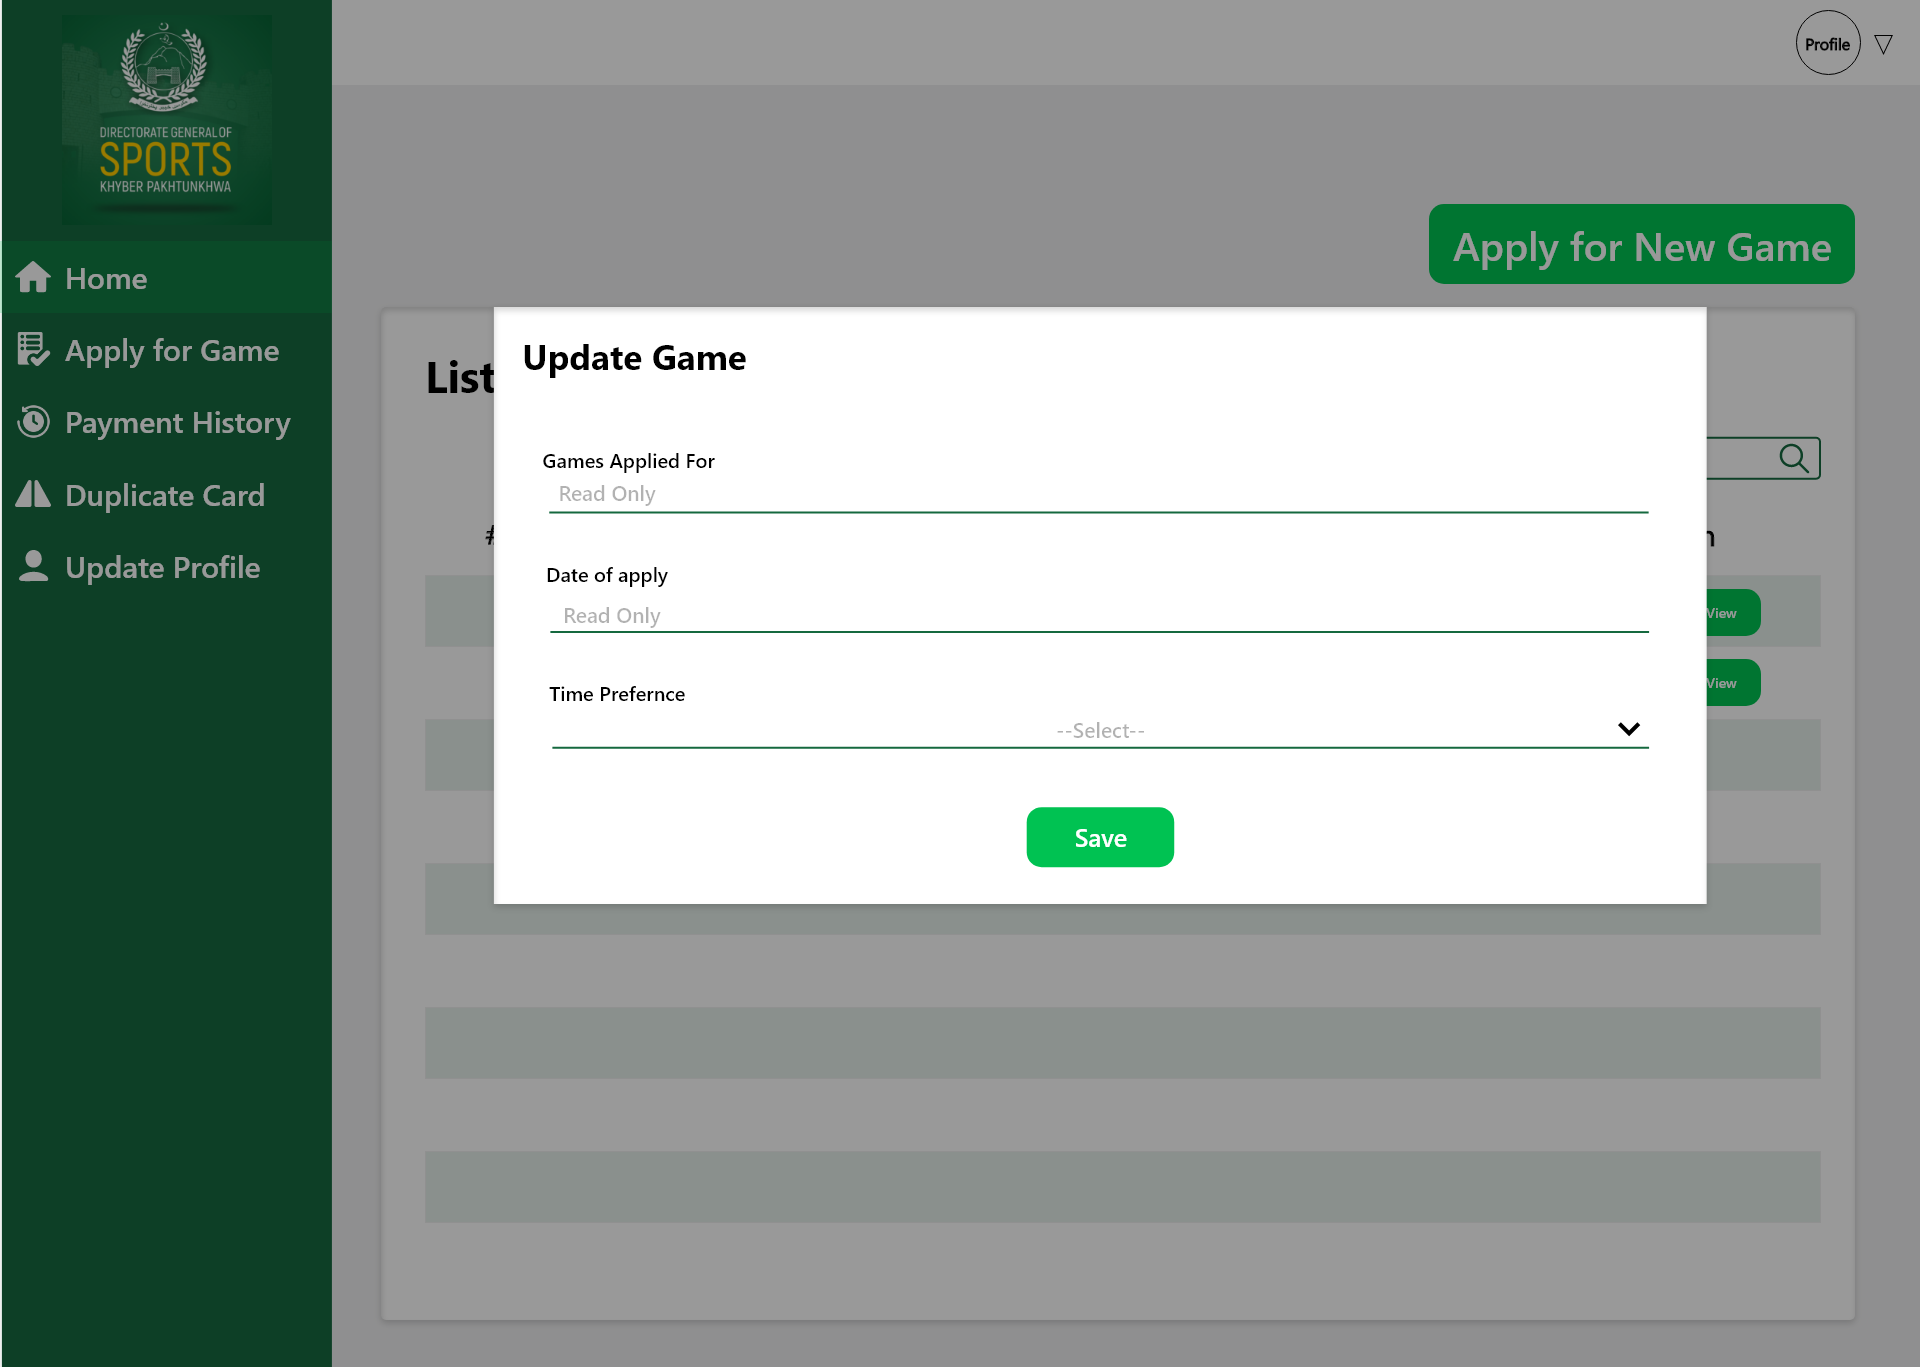 DIRECTORATE GENERAL OF
SPORTS
KHYBER PAKHTUNKHWA
Home
Apply for Game
Payment History
Duplicate Card
Update Profile
Profile
Apply for New Game
List
Update Game
Games Applied For
Read Only
#
Date of apply
Read Only
View
Time Prefernce
View
--Select--
Save